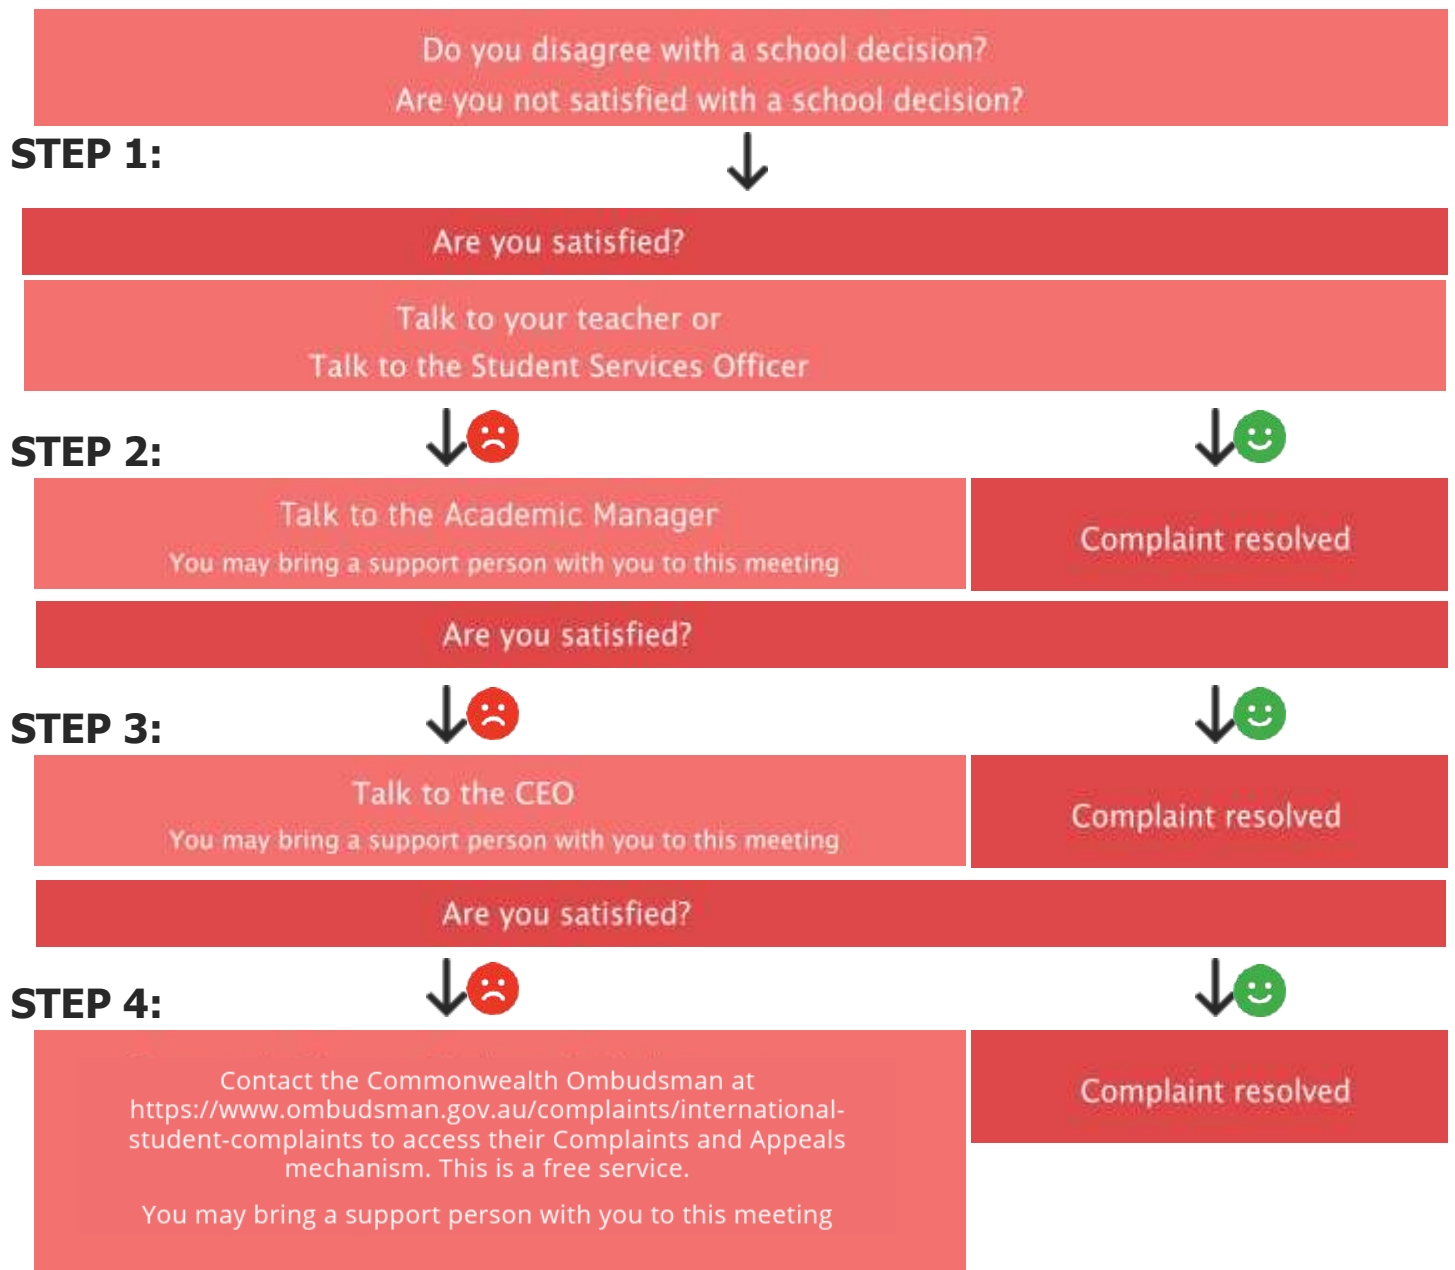 Do you disagree with a school decision?
Are you not satisfied with a school decision?
STEP 1:
Are you satisfied?
Talk to your teacher or
Talk to the Student Services Officer
STEP 2:
Talk to the Academic Manager
You may bring a support person with you to this meeting
Complaint resolved
Are you satisfied?
STEP 3:
Talk to the CEO
You may bring a support person with you to this meeting
Complaint resolved
Are you satisfied?
STEP 4:
Contact the Commonwealth Ombudsman at
https://www.ombudsman.gov.au/complaints/international-
student-complaints to access their Complaints and Appeals
mechanism. This is a free service.
You may bring a support person with you to this meeting
Complaint resolved